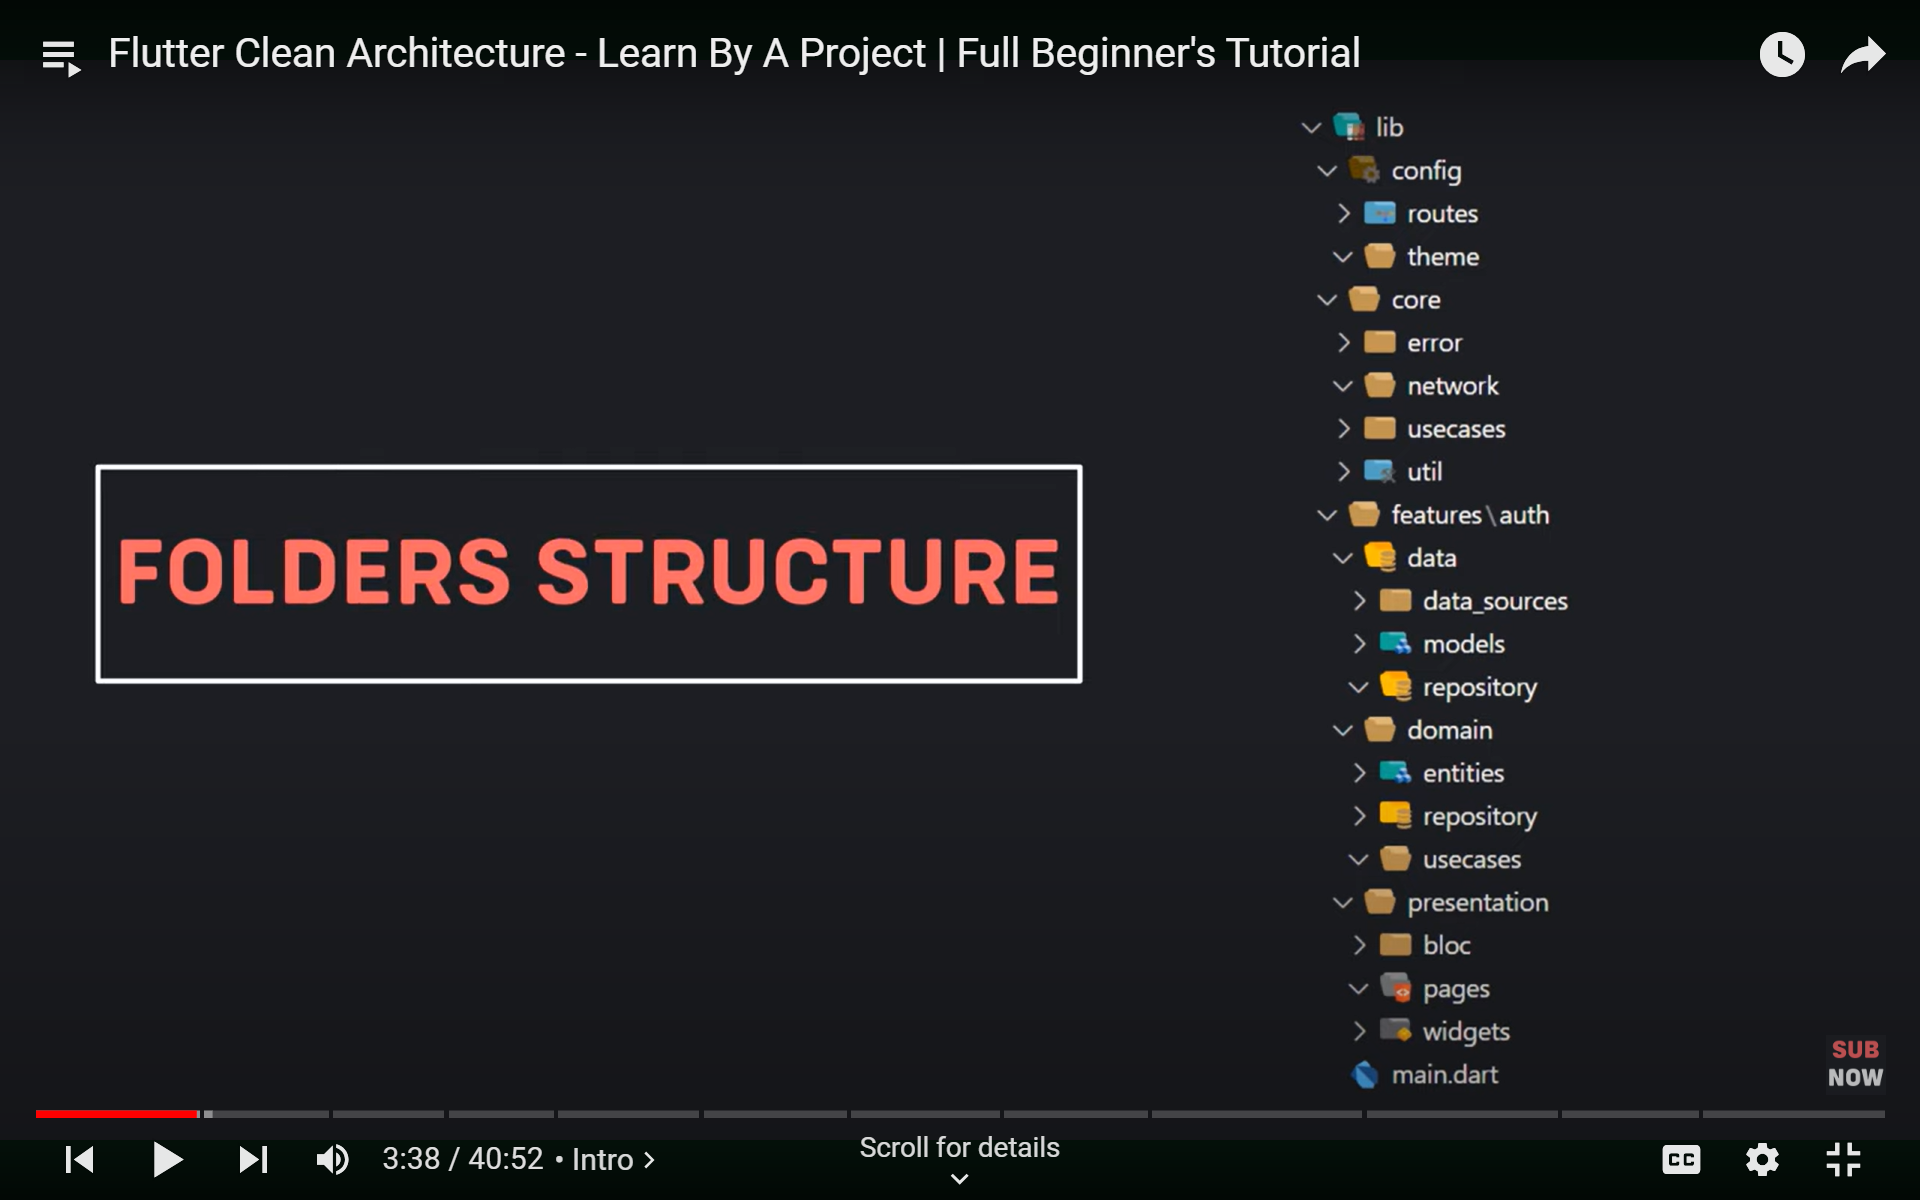 Flutter Clean Architecture - Learn By A Project | Full Beginner's Tutorial
lib
config
routes
theme
core
error
network
usecases
util
features\auth
data
data_sources
models
repository
domain
entities
repository
usecases
presentation
bloc
pages
widgets
main.dart
FOLDERS STRUCTURE
SUB
NOW
3:38 / 40:52 • Intro
Scroll for details
CC